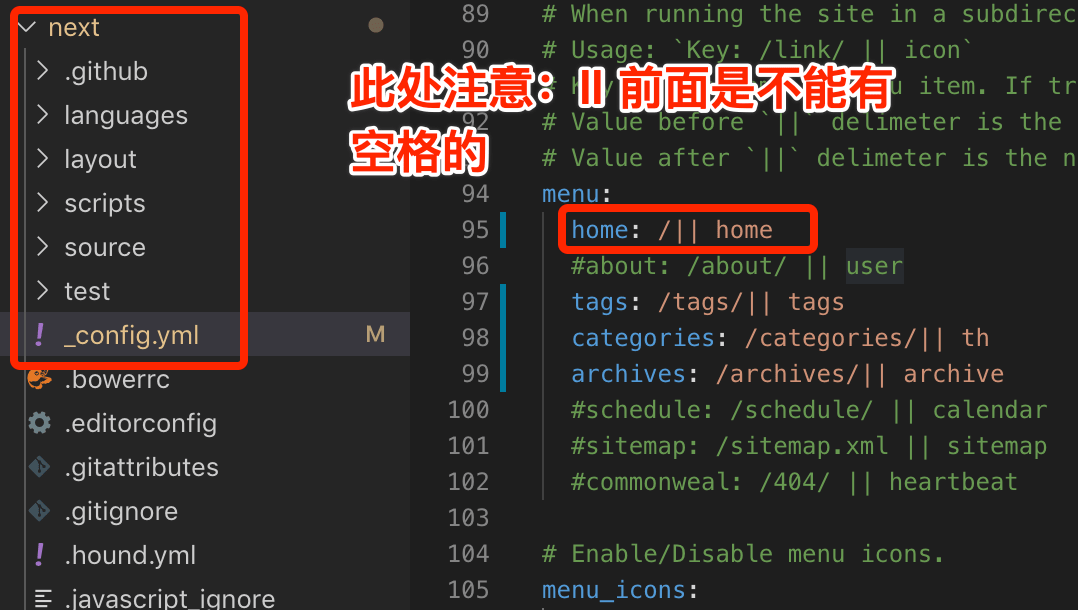 next
.github
languages
layout
scripts
source
test
! _config.yml M
.bowerrc
.editorconfig
.gitattributes
.gitignore
! .hound.yml
.javascript_ignore
89 # When running the site in a subdirec
90 # Usage: `Key: /link/ || icon`
此处注意：II 前面是不能有
空格的
item. If tr
92 # Value before `||` delimeter is the
# Value after `||` delimeter is the n
94 menu:
95 home: /|| home
96 #about: /about/ || user
97 tags: /tags/|| tags
98 categories: /categories/|| th
99 archives: /archives/|| archive
100 #schedule: /schedule/ || calendar
101 #sitemap: /sitemap.xml || sitemap
102 #commonweal: /404/ || heartbeat
103
104 # Enable/Disable menu icons.
105 menu_icons: